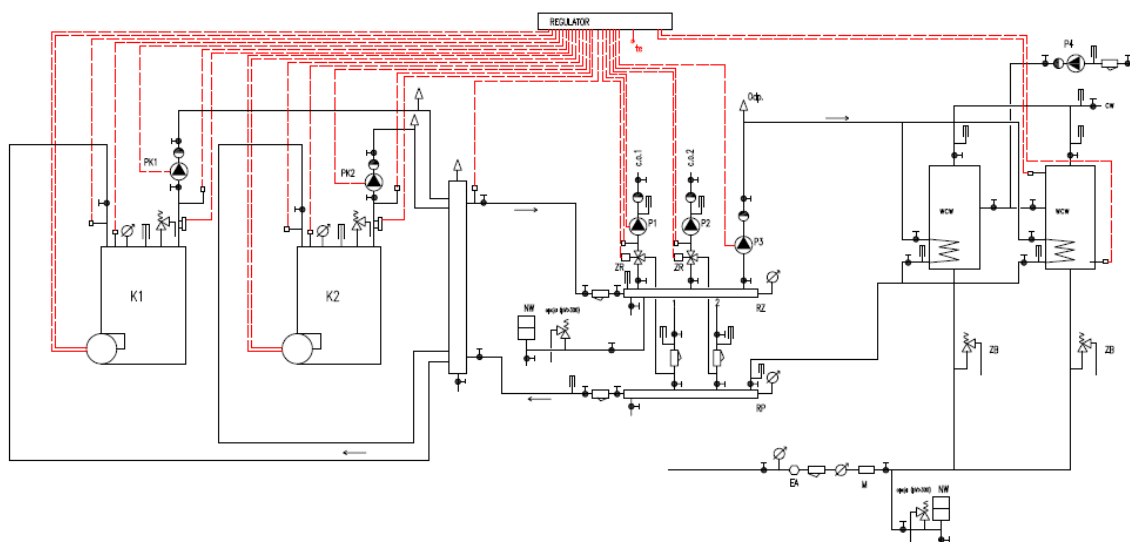 REGULATOR
te
P4
Odp.
cw
c.o.1
c.o.2
PK1
PK2
P1
P2
P3
wcw
wcw
ZR
ZR
K1
K2
NW
RZ
1
2
ZB
ZB
RP
EA
M
NW